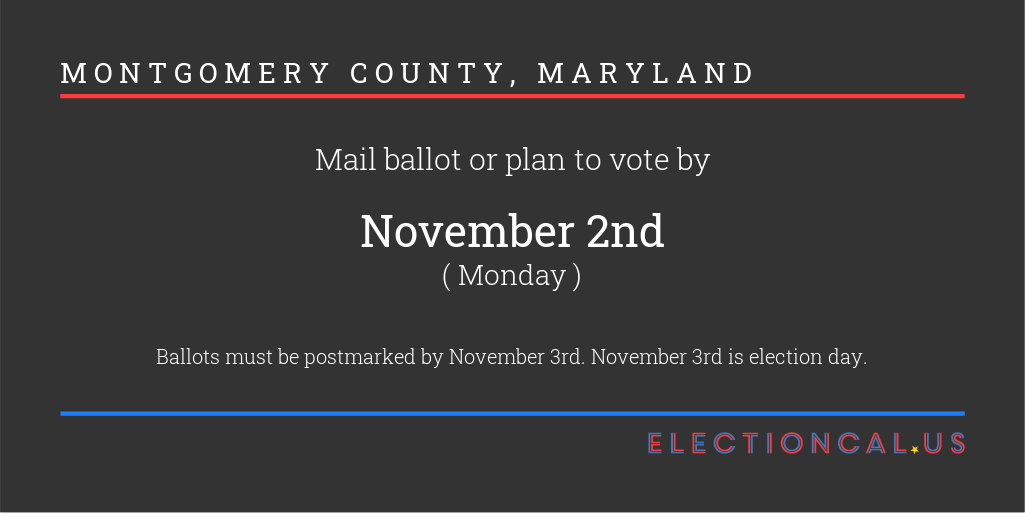 MONTGOMERY COUNTY, MARYLAND
Mail ballot or plan to vote by
November 2nd
( Monday )
Ballots must be postmarked by November 3rd. November 3rd is election day.
ELECTIONCAL★US